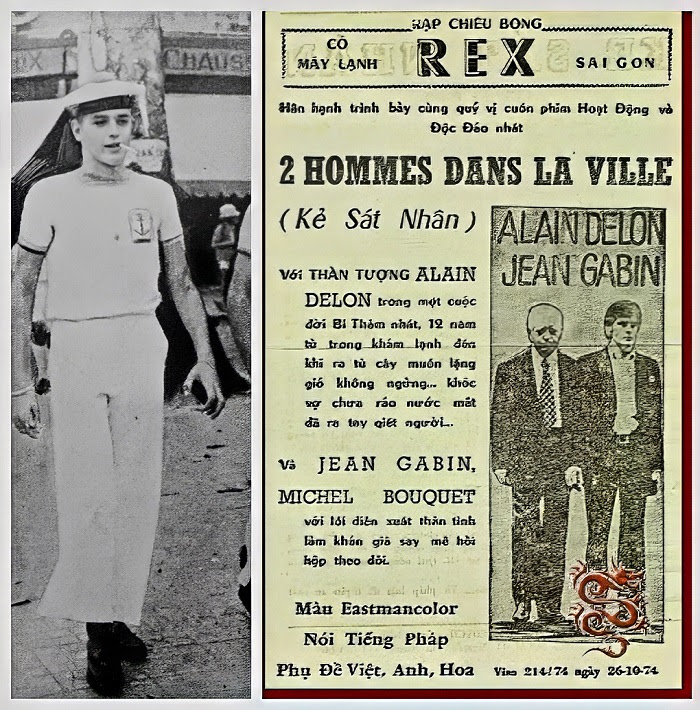 CHAUS
RẠP CHIẾU BÓNG
CÓ
MÁY LẠNH
REX
SAIGON
Hân hạnh trình bày cùng quý vị cuốn phim Hoạt Động và
Độc Đáo nhất
2 HOMMES DANS LA VILLE
(Kẻ Sát Nhân)
Với THẦN TƯỢNG ALAIN
DELON trong một cuộc
đời Bi Thảm nhất, 12 năm
tù trong khám lạnh đến
khi ra tù cây muốn lặng
gió không ngừng... khóc
vợ chưa ráo nước mắt
đã ra tay giết người...
Và JEAN GABIN,
MICHEL BOUQUET
với lối diễn xuất thần tình
làm khán giả say mê hồi
hộp theo dõi.
Màu Eastmancolor
Nói Tiếng Pháp
Phụ Đề Việt, Anh, Hoa
ALAIN DELON
JEAN GABIN
Visa 214/74 ngày 26-10-74